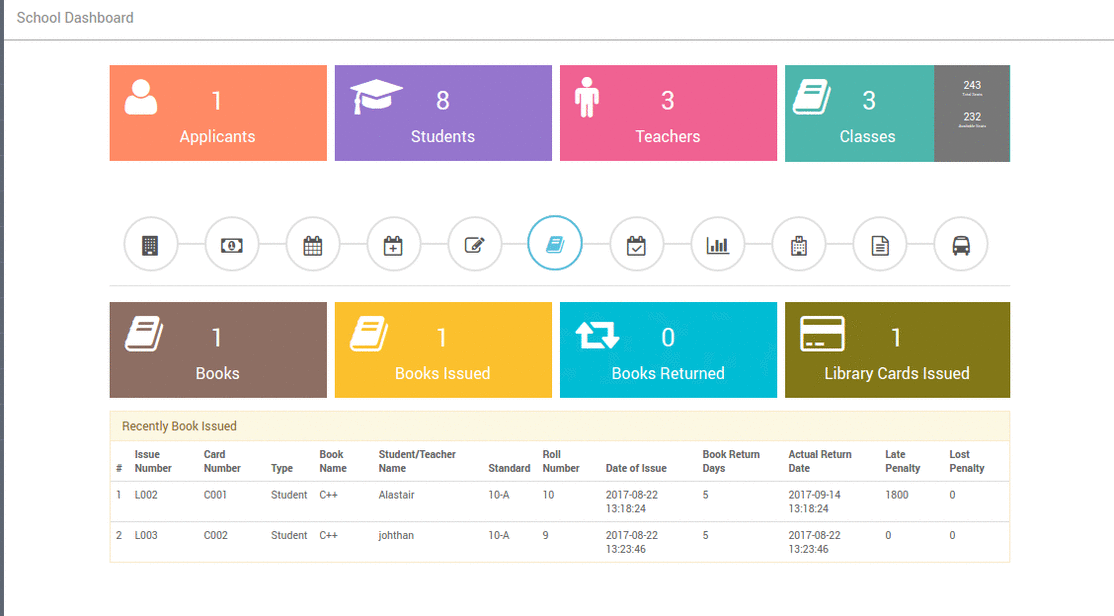 School Dashboard
1
Applicants
8
Students
3
Teachers
3
Classes
243
Total Seats
232
Available Seats
1
Books
1
Books Issued
0
Books Returned
1
Library Cards Issued
Recently Book Issued
# Issue Number Card Number Type Book Name Student/Teacher Name Standard Roll Number Date of Issue Book Return Days Actual Return Date Late Penalty Lost Penalty
1 L002 C001 Student C++ Alastair 10-A 10 2017-08-22 13:18:24 5 2017-09-14 13:18:24 1800 0
2 L003 C002 Student C++ johthan 10-A 9 2017-08-22 13:23:46 5 2017-08-22 13:23:46 0 0